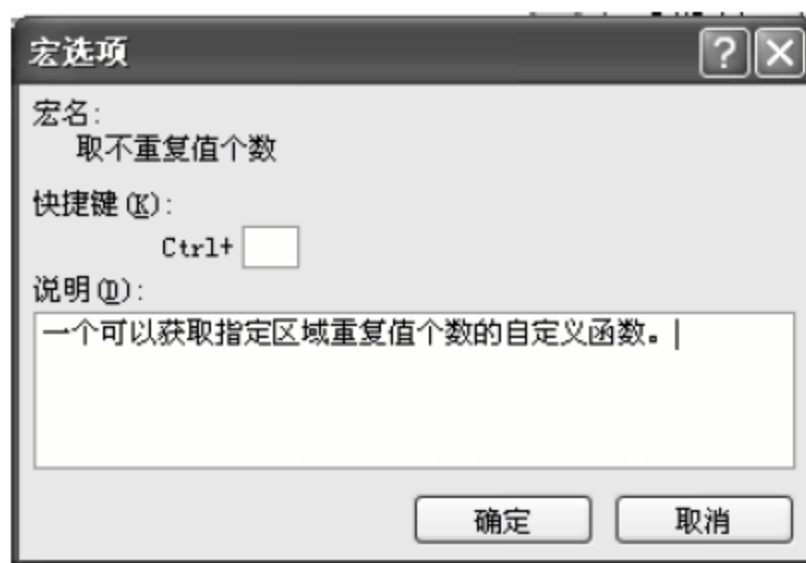 宏选项
宏名:
取不重复值个数
快捷键(K):
Ctrl+
说明(D):
一个可以获取指定区域重复值个数的自定义函数。
确定 取消